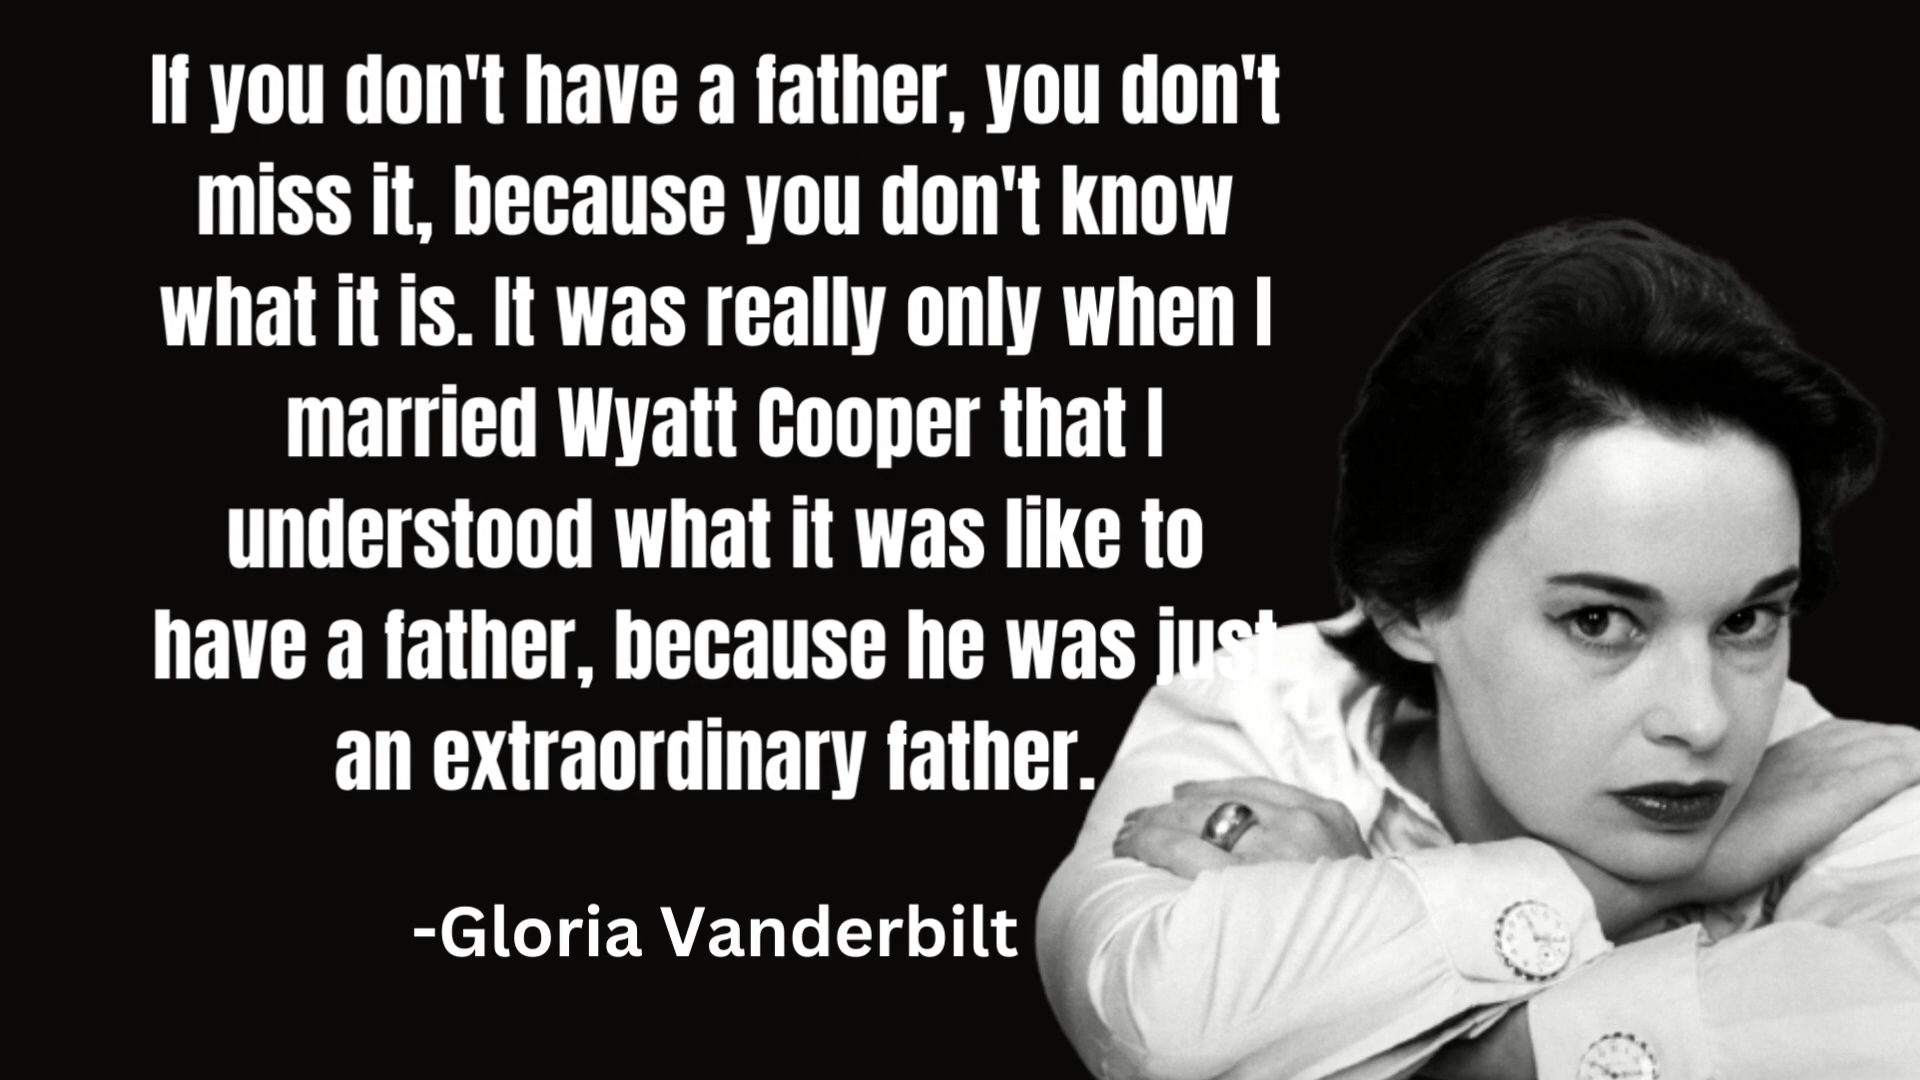 If you don't have a father, you don't
miss it, because you don't know
what it is. It was really only when I
married Wyatt Cooper that I
understood what it was like to
have a father, because he was just
an extraordinary father.
-Gloria Vanderbilt